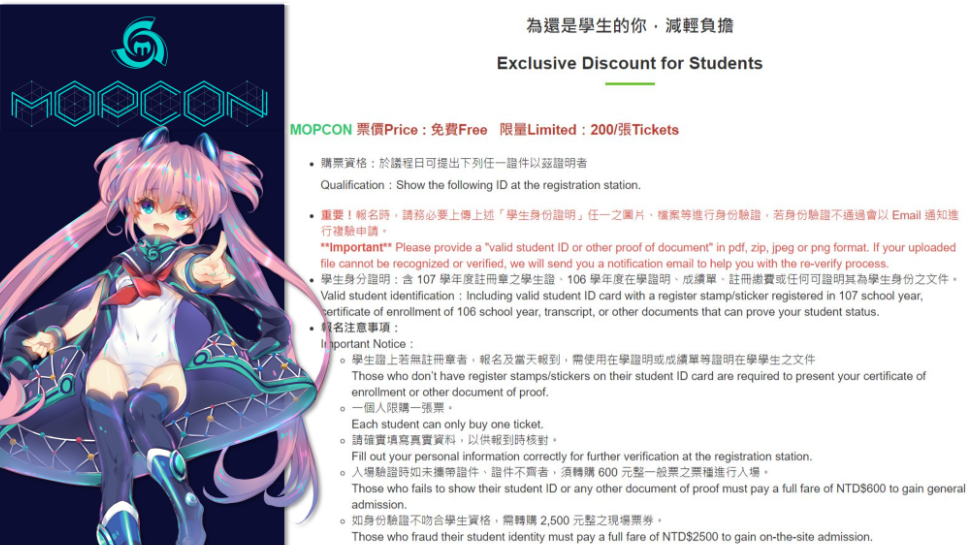 MOPCON
為還是學生的你，減輕負擔
Exclusive Discount for Students
MOPCON 票價Price : 免費Free 限量Limited：200/張Tickets
• 購票資格：於議程日可提出下列任一證件以茲證明者
Qualification：Show the following ID at the registration station.
• 重要！報名時，請務必要上傳上述「學生身份證明」任一之圖片、檔案等進行身份驗證，若身份驗證不通過會以 Email 通知進
行複驗申請。
**Important** Please provide a "valid student ID or other proof of document" in pdf, zip, jpeg or png format. If your uploaded
file cannot be recognized or verified, we will send you a notification email to help you with the re-verify process.
• 學生身分證明：含 107 學年度註冊章之學生證、106 學年度在學證明、成績單、註冊繳費或任何可證明其為學生身份之文件。
Valid student identification：Including valid student ID card with a register stamp/sticker registered in 107 school year,
certificate of enrollment of 106 school year, transcript, or other documents that can prove your student status.
• 報名注意事項：
Important Notice：
○ 學生證上若無註冊章者，報名及當天報到，需使用在學證明或成績單等證明在學學生之文件
Those who don't have register stamps/stickers on their student ID card are required to present your certificate of
enrollment or other document of proof.
○ 一個人限購一張票。
Each student can only buy one ticket.
○ 請確實填寫真實資料，以供報到時核對。
Fill out your personal information correctly for further verification at the registration station.
○ 入場驗證時如未攜帶證件、證件不齊者，須轉購 600 元整一般票之票種進行入場。
Those who fails to show their student ID or any other document of proof must pay a full fare of NTD$600 to gain general
admission.
○ 如身份驗證不吻合學生資格，需轉購 2,500 元整之現場票券。
Those who fraud their student identity must pay a full fare of NTD$2500 to gain on-the-site admission.